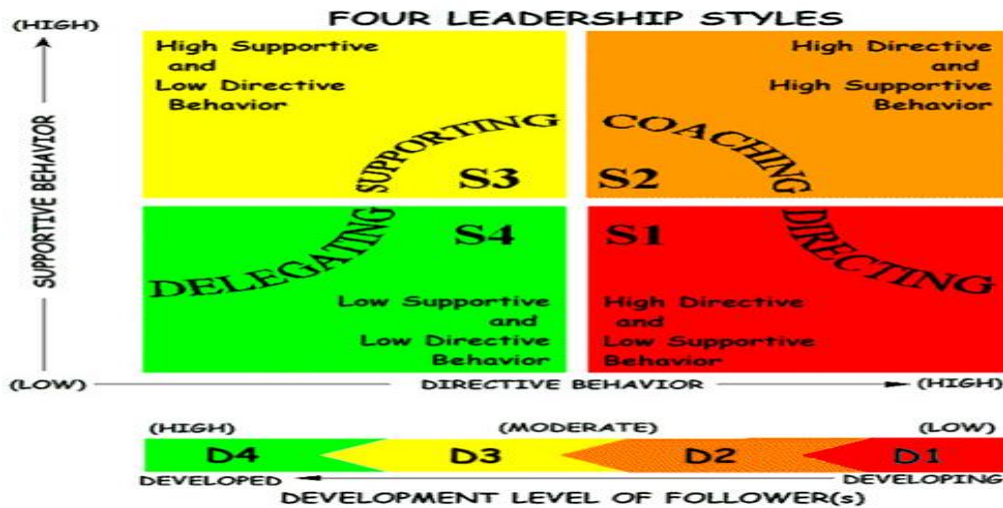 FOUR LEADERSHIP STYLES
(HIGH)
SUPPORTIVE BEHAVIOR
High Supportive
and
Low Directive
Behavior
SUPPORTING
S3
High Directive
and
High Supportive
Behavior
COACHING
S2
DELEGATING
S4
Low Supportive
and
Low Directive
Behavior
S1
DIRECTING
High Directive
and
Low Supportive
Behavior
(LOW)
DIRECTIVE BEHAVIOR
(HIGH)
(HIGH)
(MODERATE)
(LOW)
D4
D3
D2
D1
DEVELOPED
DEVELOPING
DEVELOPMENT LEVEL OF FOLLOWER(s)